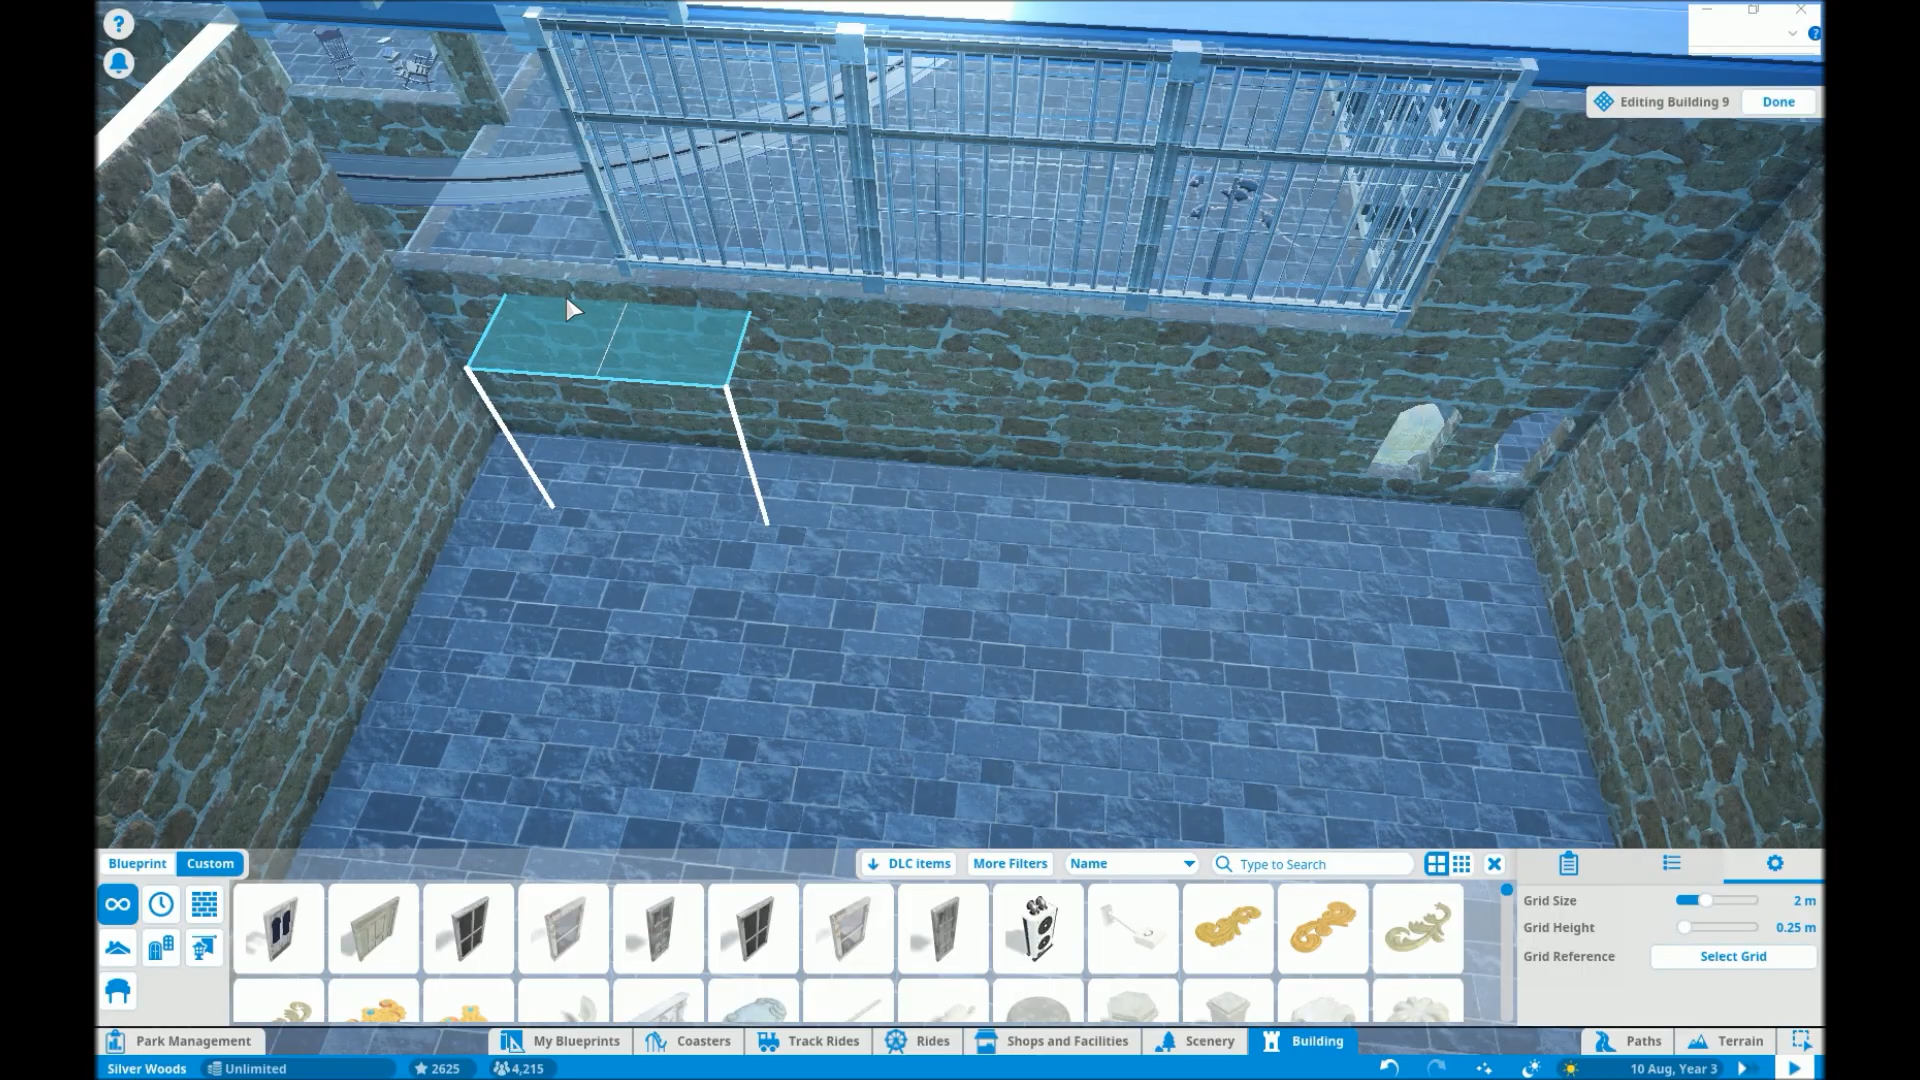 ?
?
Editing Building 9 Done
Blueprint Custom
DLC items More Filters Name Type to Search
Grid Size 2 m
Grid Height 0.25 m
Grid Reference Select Grid
Park Management My Blueprints Coasters Track Rides Rides Shops and Facilities Scenery Building Paths Terrain
Silver Woods Unlimited 2625 4,215 10 Aug, Year 3